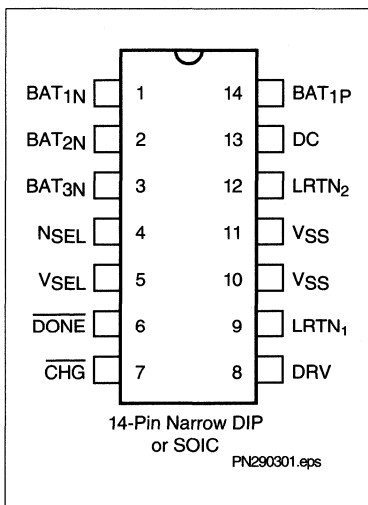 BAT1N 1 14 BAT1P
BAT2N 2 13 DC
BAT3N 3 12 LRTN2
NSEL 4 11 VSS
VSEL 5 10 VSS
DONE 6 9 LRTN1
CHG 7 8 DRV
14-Pin Narrow DIP
or SOIC
PN290301.eps